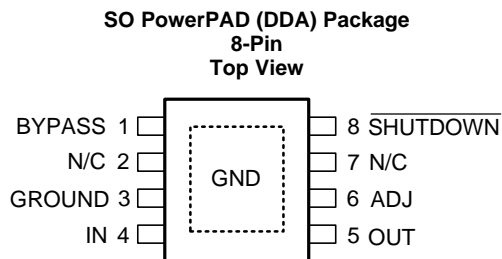 SO PowerPAD (DDA) Package
8-Pin
Top View
BYPASS 1 8 SHUTDOWN
N/C 2 7 N/C
GND
GROUND 3 6 ADJ
IN 4 5 OUT